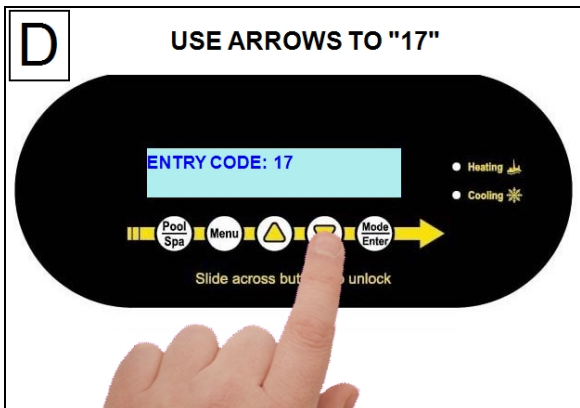 D
USE ARROWS TO "17"
ENTRY CODE: 17
Heating
Cooling
Pool
Spa
Menu
Mode
Enter
Slide across unlock